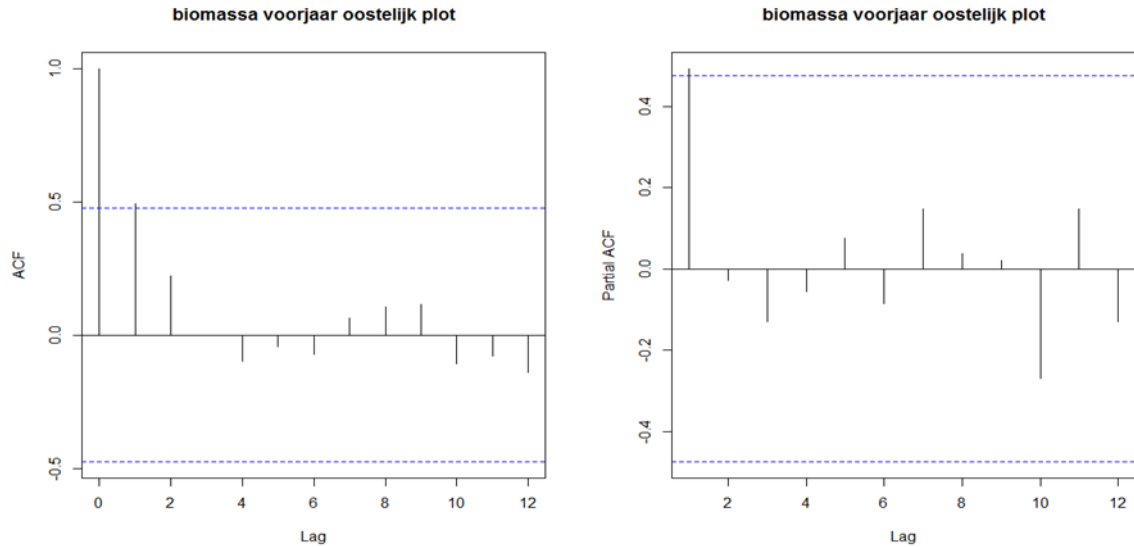 biomassa voorjaar oostelijk plot
ACF
1.0
0.5
0.0
-0.5
0 2 4 6 8 10 12
Lag
biomassa voorjaar oostelijk plot
Partial ACF
0.4
0.2
0.0
-0.2
-0.4
2 4 6 8 10 12
Lag